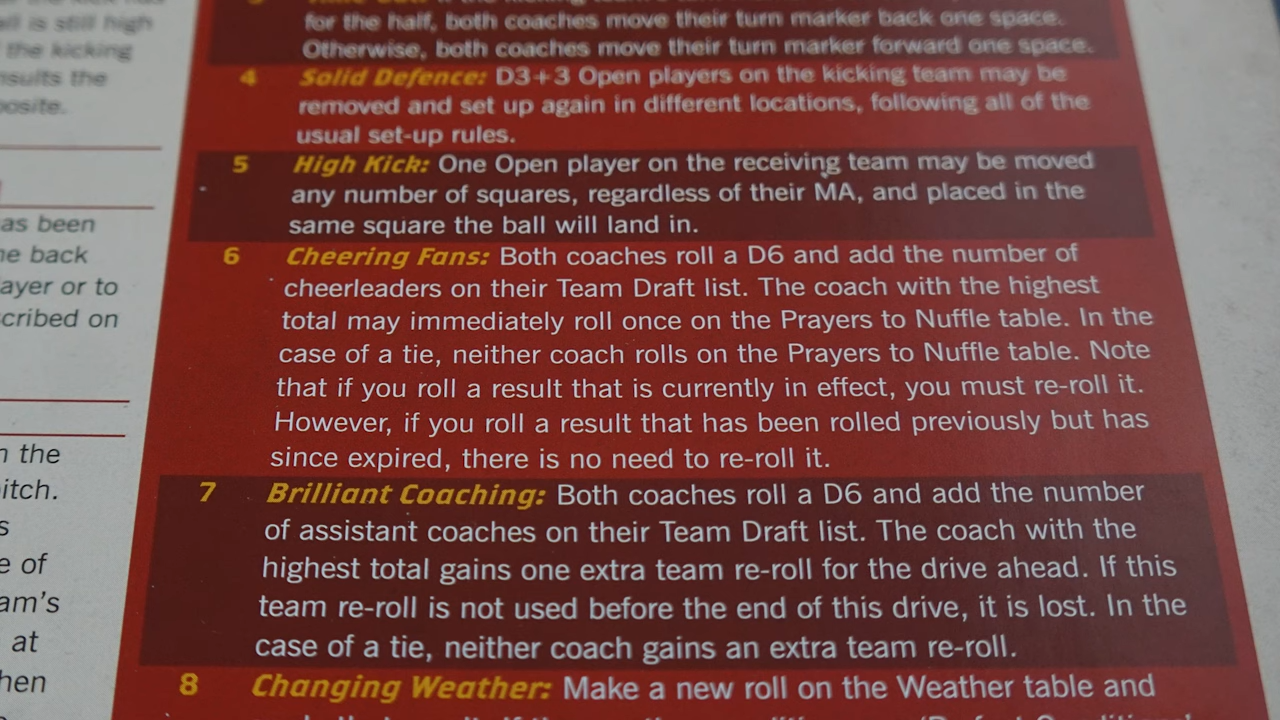 ll is still high
the kicking
nsults the
posite.
as been
ne back
layer or to
scribed on
n the
pitch.
s
e of
am's
at
hen
for the half, both coaches move their turn marker back one space.
Otherwise, both coaches move their turn marker forward one space.
4 Solid Defence: D3+3 Open players on the kicking team may be
removed and set up again in different locations, following all of the
usual set-up rules.
5 High Kick: One Open player on the receiving team may be moved
any number of squares, regardless of their MA, and placed in the
same square the ball will land in.
6 Cheering Fans: Both coaches roll a D6 and add the number of
cheerleaders on their Team Draft list. The coach with the highest
total may immediately roll once on the Prayers to Nuffle table. In the
case of a tie, neither coach rolls on the Prayers to Nuffle table. Note
that if you roll a result that is currently in effect, you must re-roll it.
However, if you roll a result that has been rolled previously but has
since expired, there is no need to re-roll it.
7 Brilliant Coaching: Both coaches roll a D6 and add the number
of assistant coaches on their Team Draft list. The coach with the
highest total gains one extra team re-roll for the drive ahead. If this
team re-roll is not used before the end of this drive, it is lost. In the
case of a tie, neither coach gains an extra team re-roll.
8 Changing Weather: Make a new roll on the Weather table and